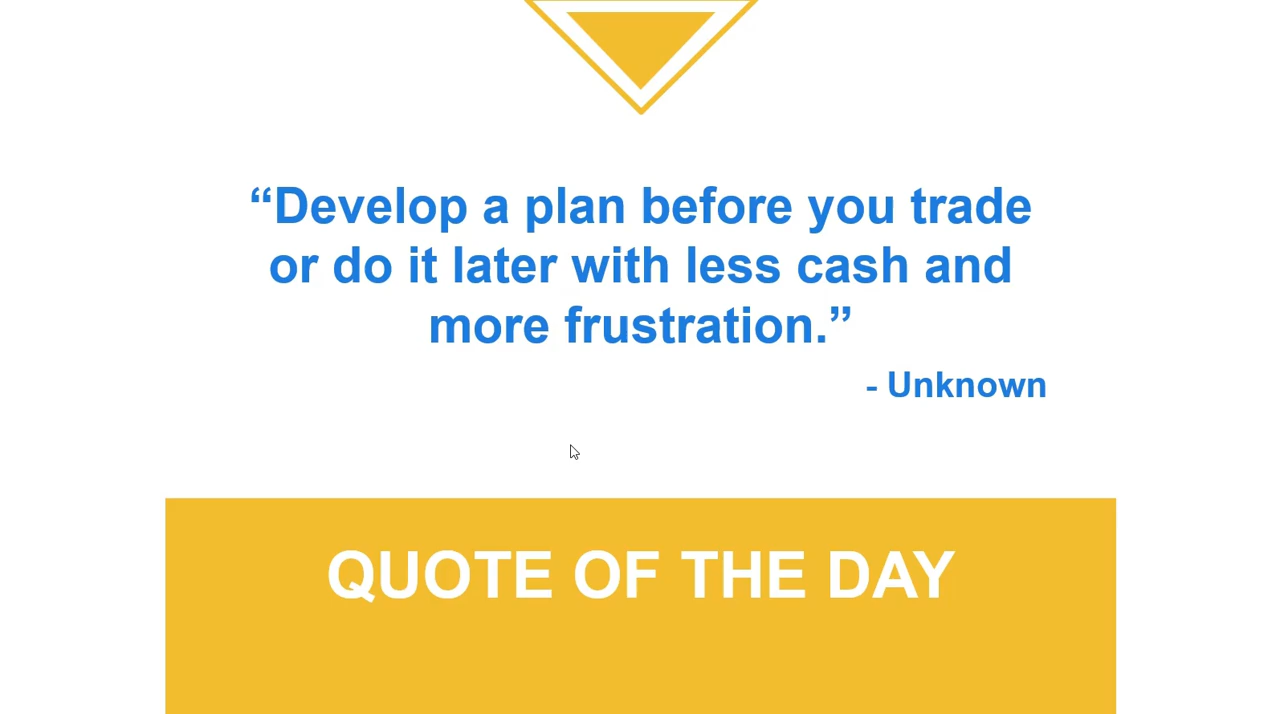 “Develop a plan before you trade
or do it later with less cash and
more frustration.”
- Unknown
QUOTE OF THE DAY